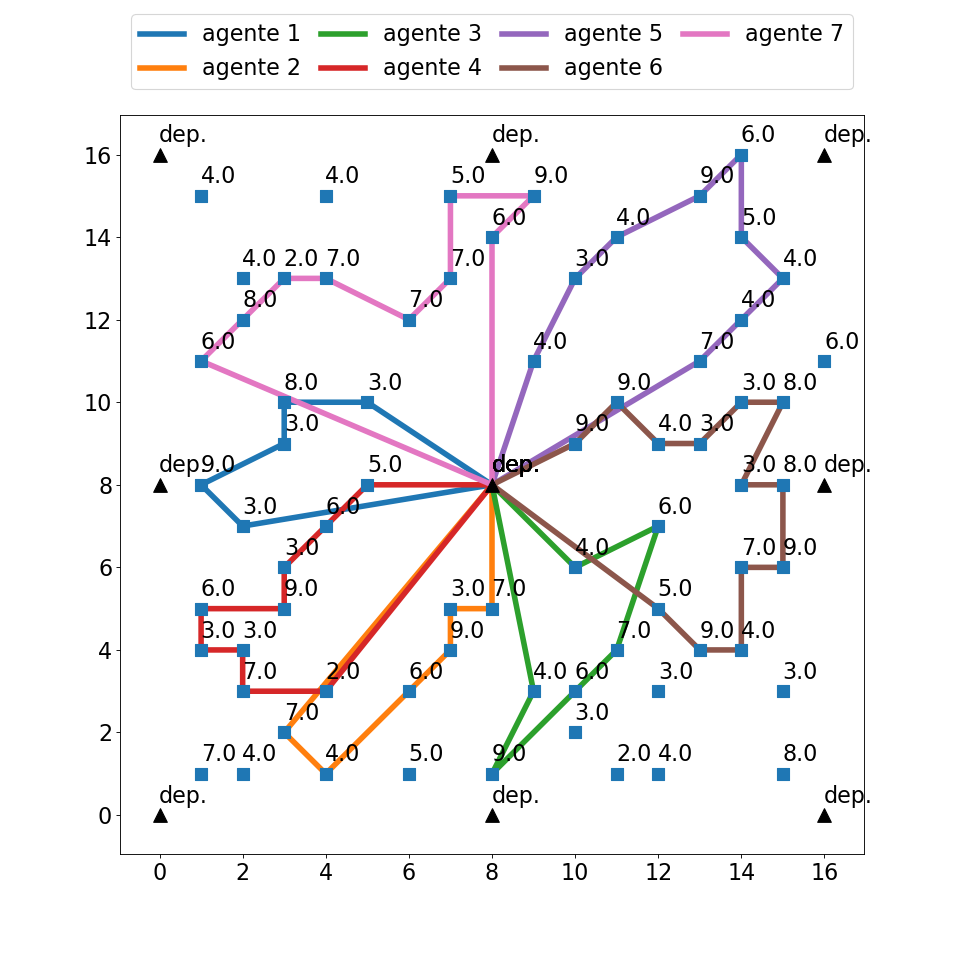 agente 1 agente 3 agente 5 agente 7
agente 2 agente 4 agente 6
dep. dep. 6.0 dep.
16
4.0 4.0 5.0 9.0 9.0
6.0 4.0 5.0
14
4.0 2.0 7.0 7.0 3.0 4.0
8.0 7.0 4.0
12
6.0 4.0 7.0 6.0
8.0 3.0 9.0 3.0 8.0
10
3.0 9.0 4.0 3.0
dep. 9.0 5.0 dep. 3.0 8.0 dep.
8
3.0 6.0 6.0
3.0 4.0 7.0 9.0
6
6.0 9.0 3.0 7.0 5.0
3.0 3.0 9.0 7.0 9.0 4.0
4
7.0 2.0 6.0 4.0 6.0 3.0 3.0
7.0 3.0
2
7.0 4.0 4.0 5.0 9.0 2.0 4.0 8.0
dep. dep. dep.
0
0 2 4 6 8 10 12 14 16